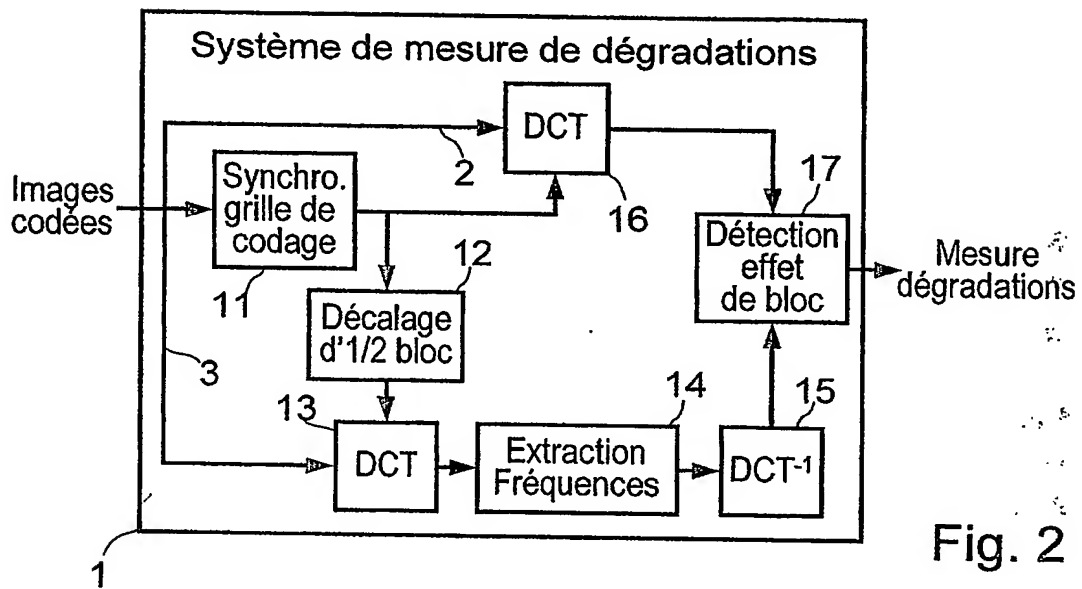 Système de mesure de dégradations
DCT
2
16
Images
codées
Synchro.
grille de
codage
11
17
Détection
effet
de bloc
Mesure
dégradations
12
Décalage
d'1/2 bloc
3
13
DCT
14
Extraction
Fréquences
15
DCT-1
1
Fig. 2